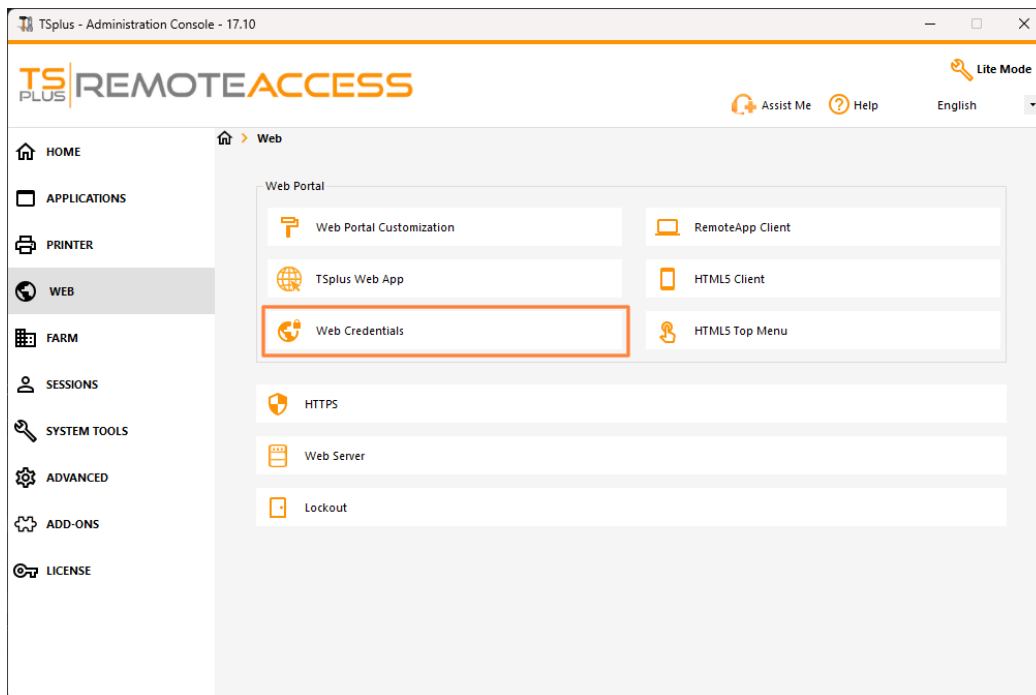 TSplus - Administration Console - 17.10
TS PLUS REMOTEACCESS
Lite Mode
Assist Me
Help
English
HOME
APPLICATIONS
PRINTER
WEB
FARM
SESSIONS
SYSTEM TOOLS
ADVANCED
ADD-ONS
LICENSE
Web
Web Portal
Web Portal Customization
RemoteApp Client
TSplus Web App
HTML5 Client
Web Credentials
HTML5 Top Menu
HTTPS
Web Server
Lockout